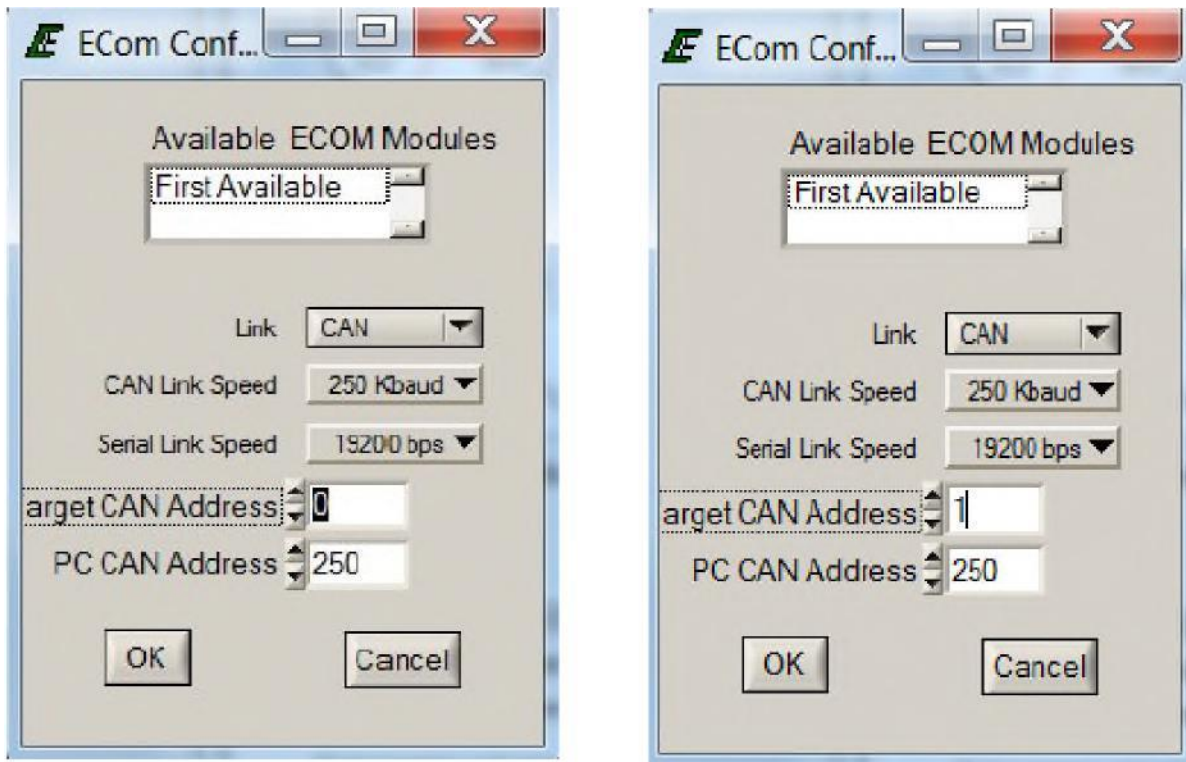 ECom Conf...
Available ECOM Modules
First Available
Link CAN
CAN Link Speed 250 Kbaud
Serial Link Speed 19200 bps
arget CAN Address 0
PC CAN Address 250
OK Cancel
ECom Conf...
Available ECOM Modules
First Available
Link CAN
CAN Link Speed 250 Kbaud
Serial Link Speed 19200 bps
arget CAN Address 1
PC CAN Address 250
OK Cancel